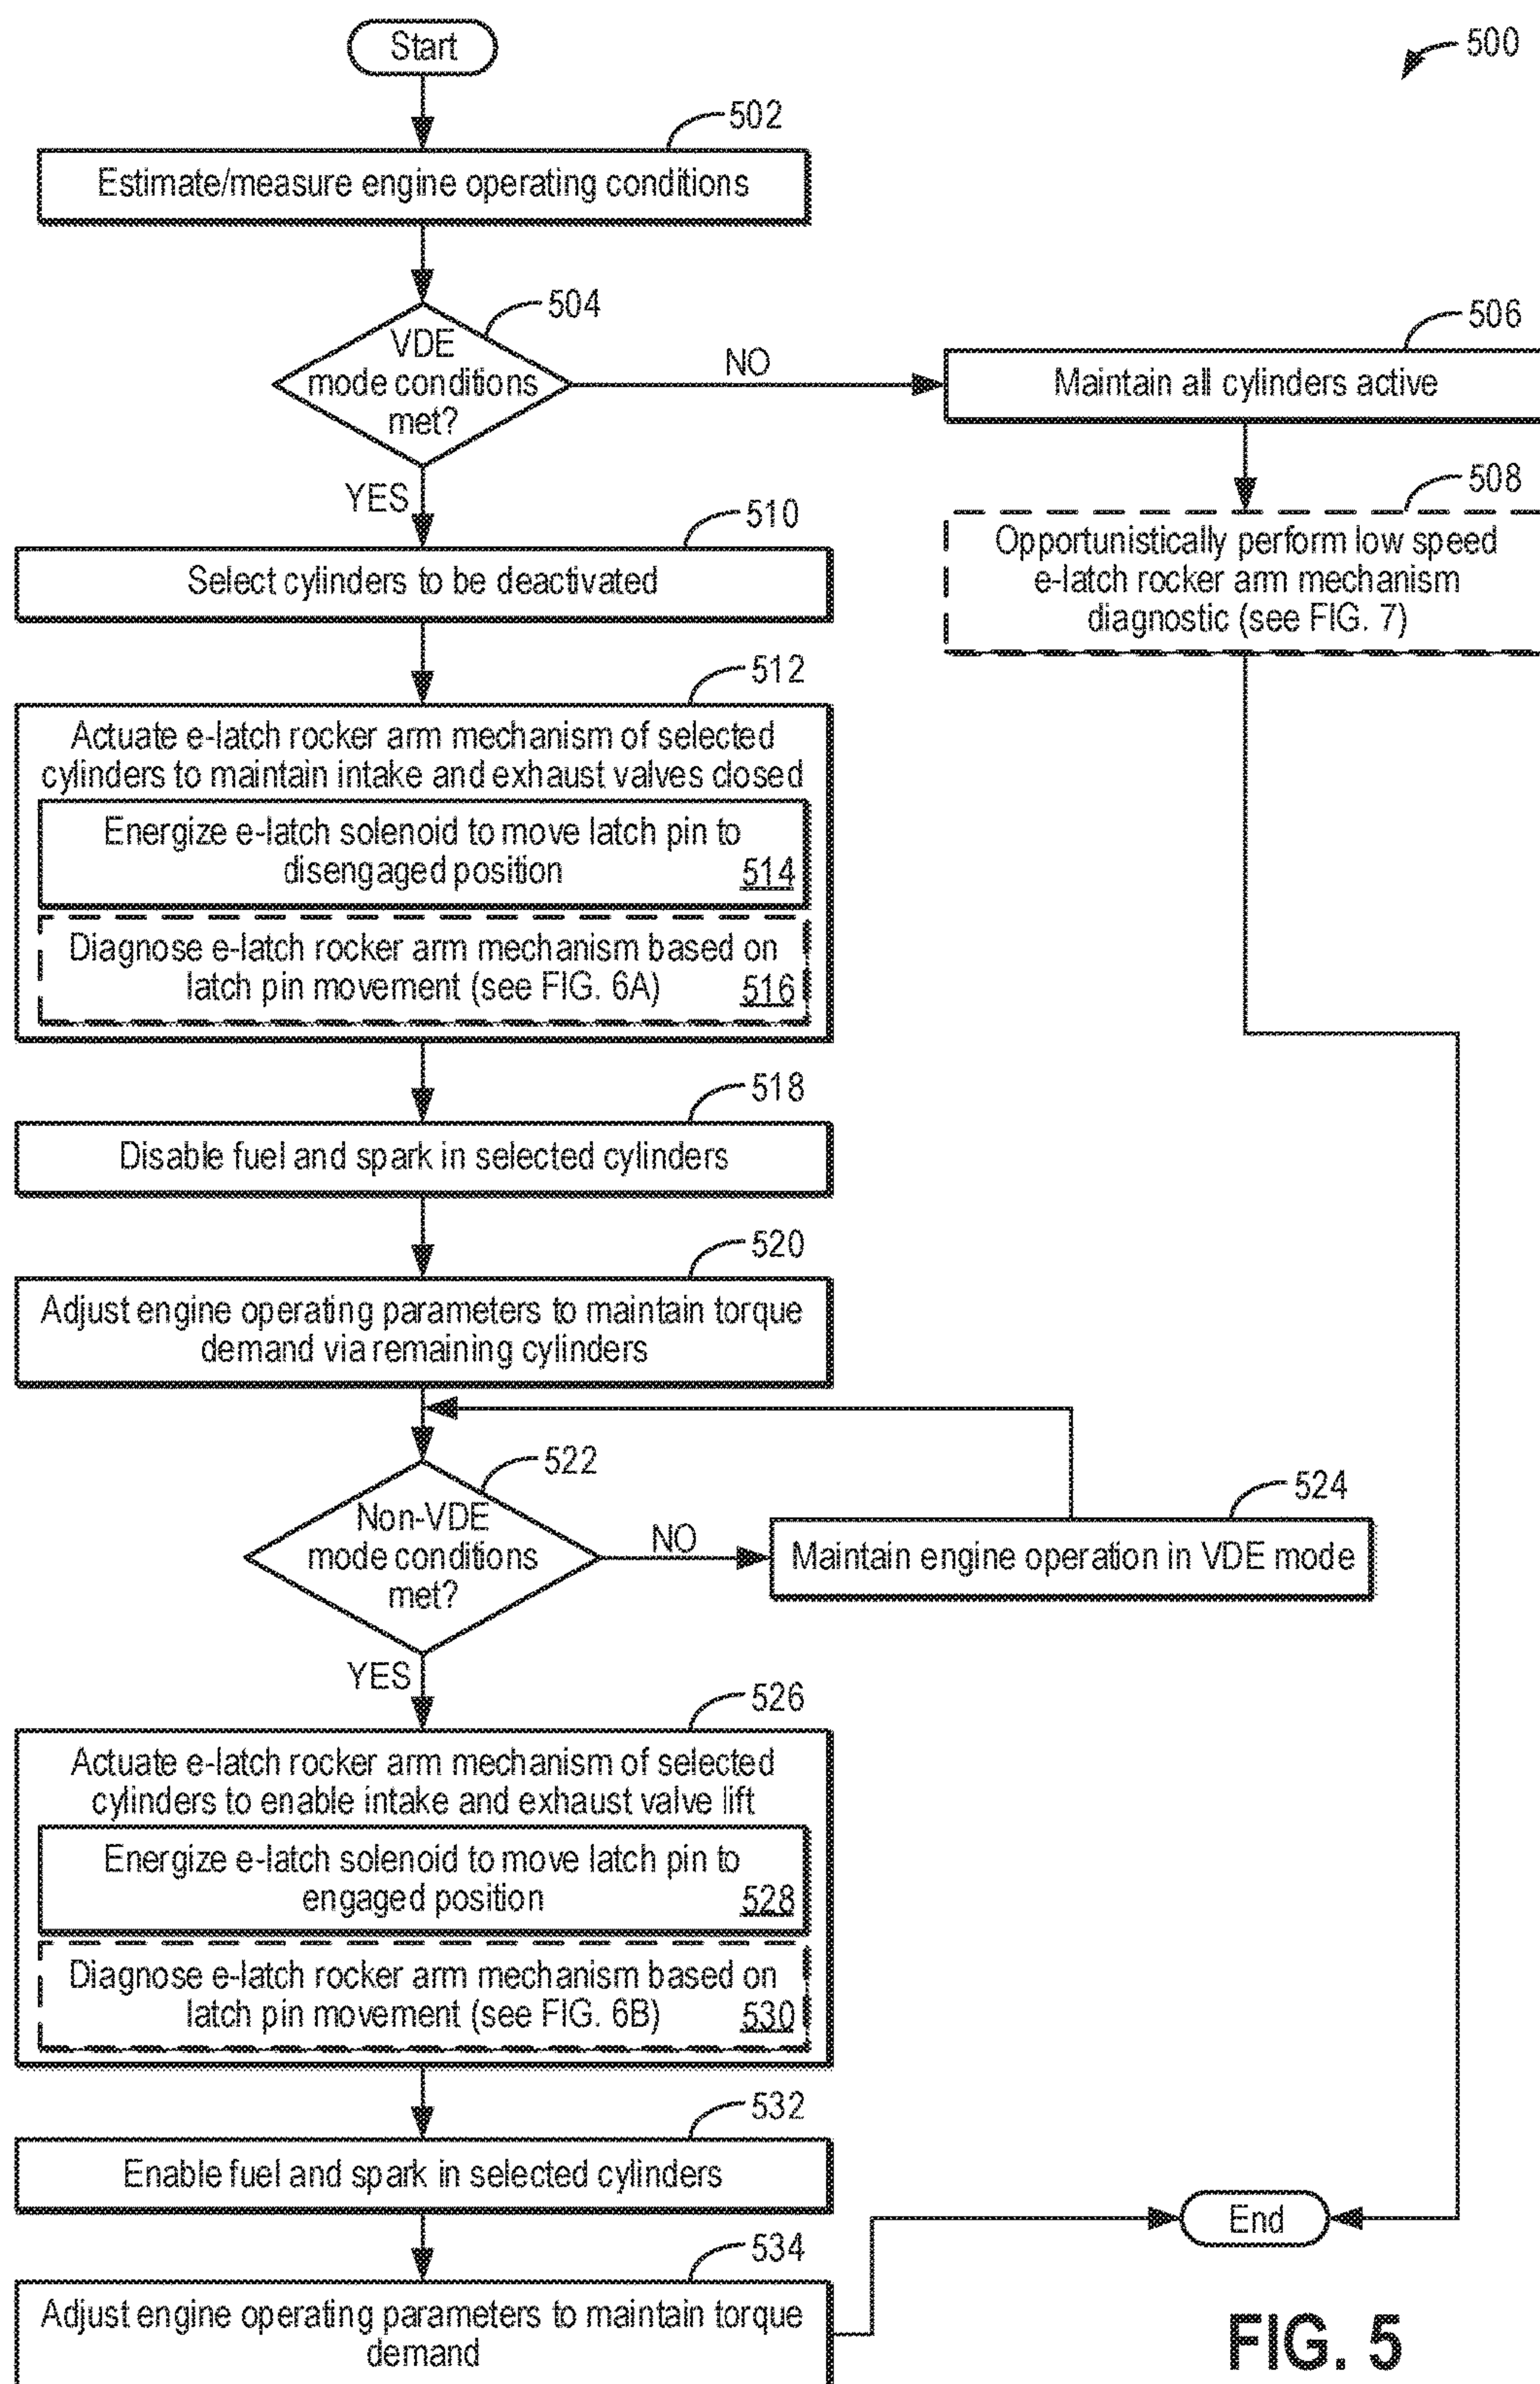 Start
500
502
Estimate/measure engine operating conditions
504
VDE
mode conditions
met?
NO
506
Maintain all cylinders active
YES
508
Opportunistically perform low speed
e-latch rocker arm mechanism
diagnostic (see FIG. 7)
510
Select cylinders to be deactivated
512
Actuate e-latch rocker arm mechanism of selected
cylinders to maintain intake and exhaust valves closed
Energize e-latch solenoid to move latch pin to
disengaged position 514
Diagnose e-latch rocker arm mechanism based on
latch pin movement (see FIG. 6A) 516
518
Disable fuel and spark in selected cylinders
520
Adjust engine operating parameters to maintain torque
demand via remaining cylinders
522
Non-VDE
mode conditions
met?
NO
524
Maintain engine operation in VDE mode
YES
526
Actuate e-latch rocker arm mechanism of selected
cylinders to enable intake and exhaust valve lift
Energize e-latch solenoid to move latch pin to
engaged position 528
Diagnose e-latch rocker arm mechanism based on
latch pin movement (see FIG. 6B) 530
532
Enable fuel and spark in selected cylinders
End
534
Adjust engine operating parameters to maintain torque
demand
FIG. 5